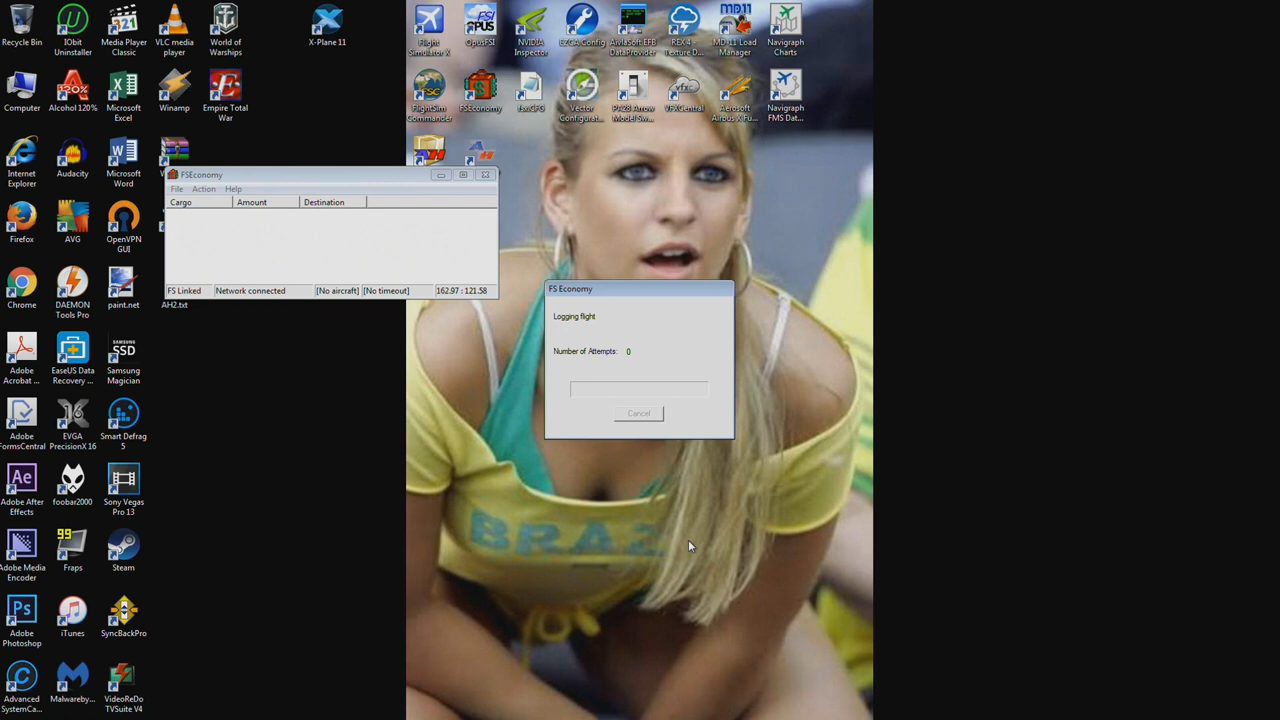 Recycle Bin
IObit
Uninstaller
Media Player
Classic
VLC media
player
World of
Warships
X-Plane 11
Flight
Simulator X
OpusFSI
NVIDIA
Inspector
EZCA Config
AivlaSoft EFB
DataProvider
REX 4 -
Texture D...
MD-11 Load
Manager
Navigraph
Charts
Computer
Alcohol 120%
Microsoft
Excel
Winamp
Empire Total
War
FlightSim
Commander
FSEconomy
fsxCFG
Vector
Configurat...
PA28 Arrow
Model Sw...
VFXCentral
Aerosoft
Airbus X Fu...
Navigraph
FMS Dat...
Internet
Explorer
Audacity
Microsoft
Word
FSEconomy
File Action Help
Cargo Amount Destination
FS Linked Network connected [No aircraft] [No timeout] 162.97 : 121.58
Firefox
AVG
OpenVPN
GUI
Chrome
DAEMON
Tools Pro
paint.net
AH2.txt
FS Economy
Logging flight
Number of Attempts: 0
Cancel
Adobe
Acrobat ...
EaseUS Data
Recovery ...
Samsung
Magician
Adobe
FormsCentral
EVGA
PrecisionX 16
Smart Defrag
5
Adobe After
Effects
foobar2000
Sony Vegas
Pro 13
BRAZ
Adobe Media
Encoder
Fraps
Steam
Adobe
Photoshop
iTunes
SyncBackPro
Advanced
SystemCa...
Malwareby...
VideoReDo
TVSuite V4